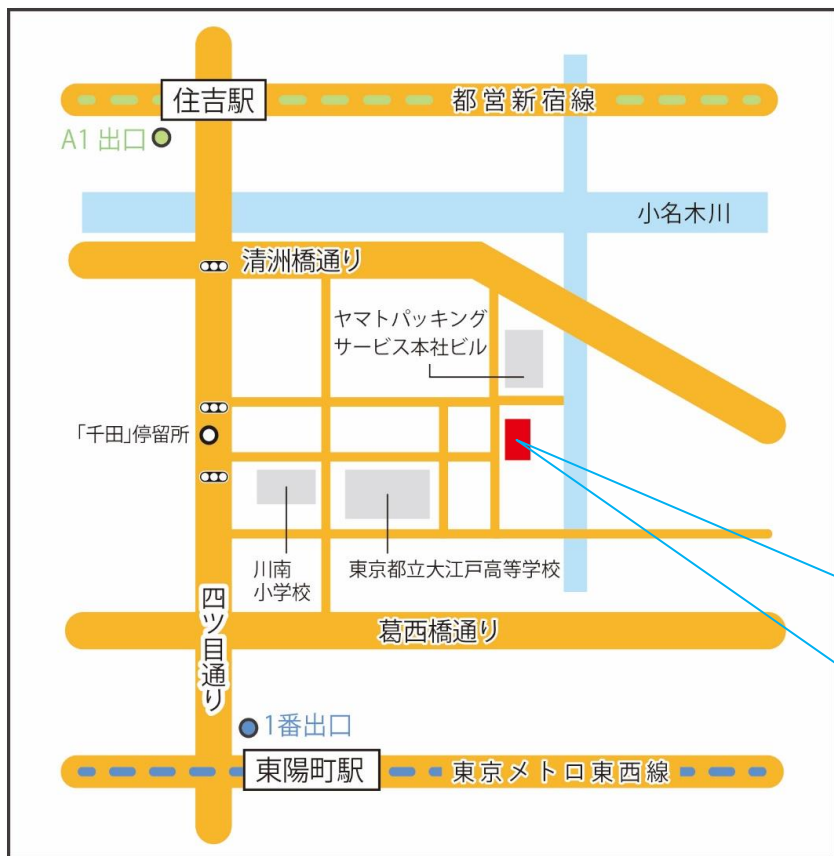 住吉駅
都営新宿線
A1 出口
小名木川
清洲橋通り
ヤマトパッキング
サービス本社ビル
「千田」停留所
川南
小学校
東京都立大江戸高等学校
四ツ目通り
葛西橋通り
1番出口
東陽町駅
東京メトロ東西線